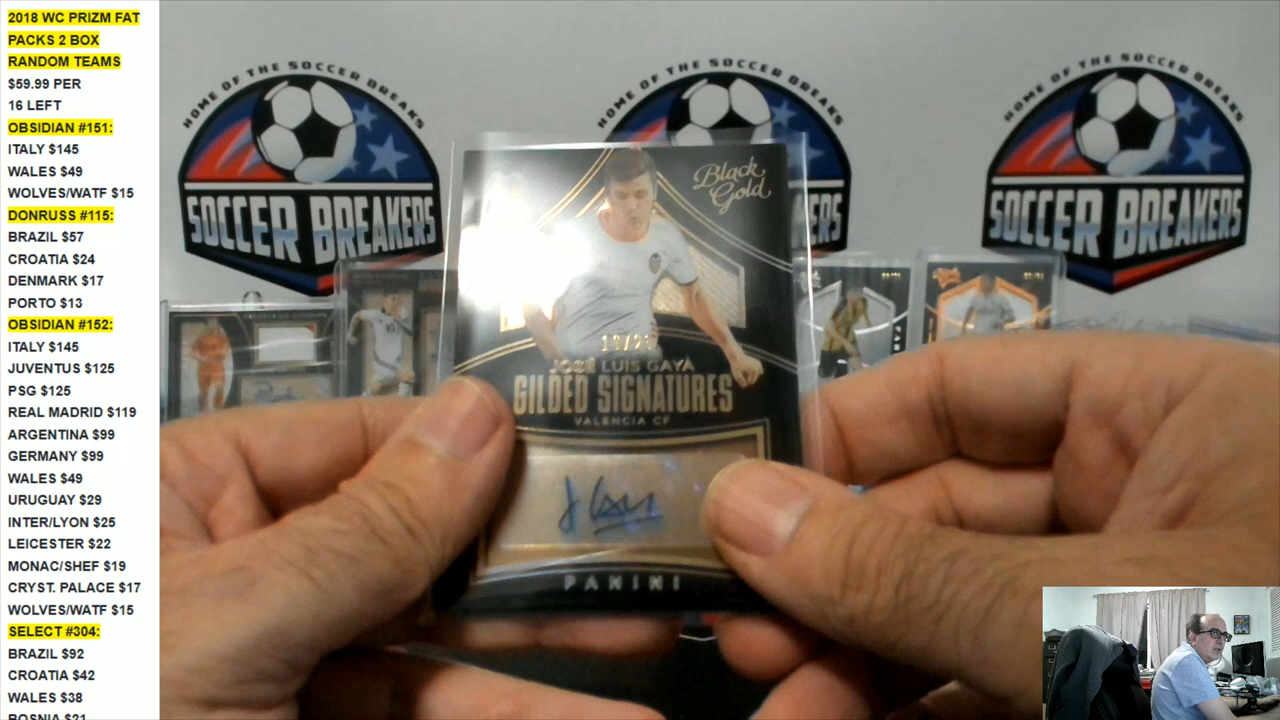 2018 WC PRIZM FAT
PACKS 2 BOX
RANDOM TEAMS
$59.99 PER
16 LEFT
OBSIDIAN #151:
ITALY $145
WALES $49
WOLVES/WATF $15
DONRUSS #115:
BRAZIL $57
CROATIA $24
DENMARK $17
PORTO $13
OBSIDIAN #152:
ITALY $145
JUVENTUS $125
PSG $125
REAL MADRID $119
ARGENTINA $99
GERMANY $99
WALES $49
URUGUAY $29
INTER/LYON $25
LEICESTER $22
MONAC/SHEF $19
CRYST. PALACE $17
WOLVES/WATF $15
SELECT #304:
BRAZIL $92
CROATIA $42
WALES $38
BOSNIA $21
HOME OF THE SOCCER BREAKS
SOCCER BREAKERS
HOME OF THE SOCCER BREAKS
HOME OF THE SOCCER BREAKS
SOCCER BREAKERS
Black
Gold
JOSÉ LUIS GAYÀ
GILDED SIGNATURES
VALENCIA CF
PANINI